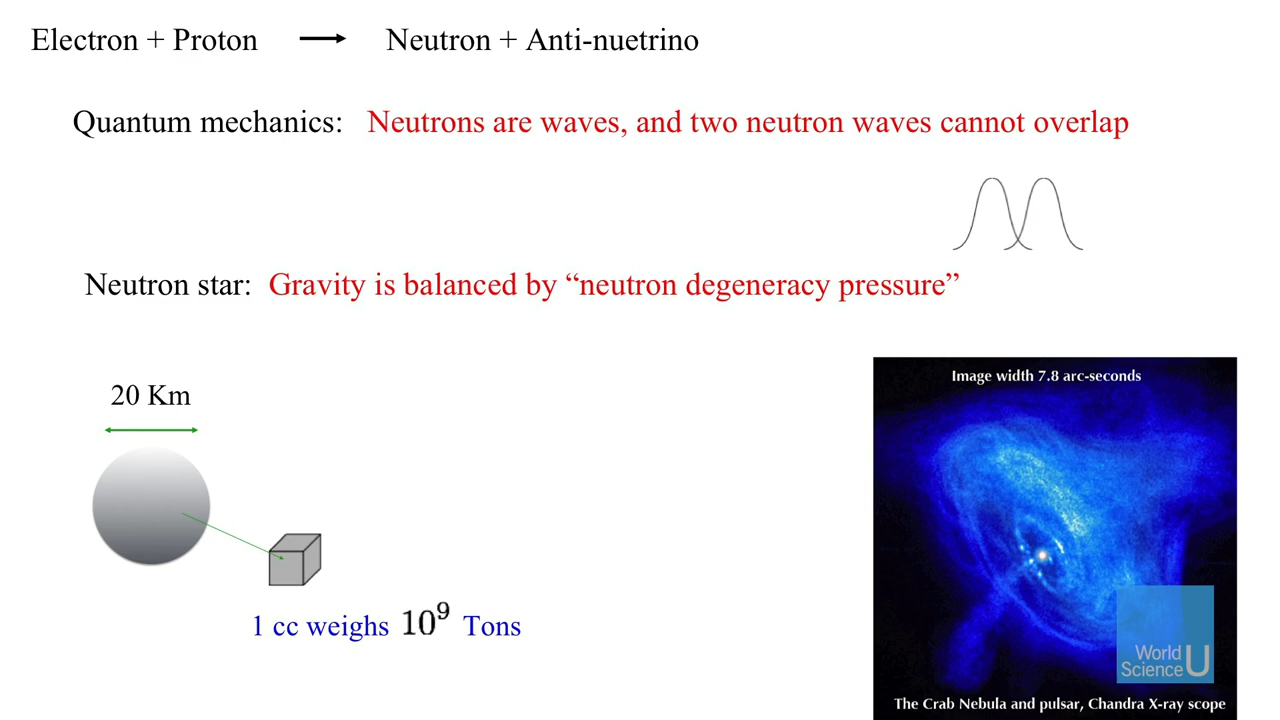 Electron + Proton ⟶ Neutron + Anti-nuetrino
Quantum mechanics: Neutrons are waves, and two neutron waves cannot overlap
Neutron star: Gravity is balanced by “neutron degeneracy pressure”
20 Km
1 cc weighs 10⁹ Tons
Image width 7.8 arc-seconds
World
Science U
The Crab Nebula and pulsar, Chandra X-ray scope